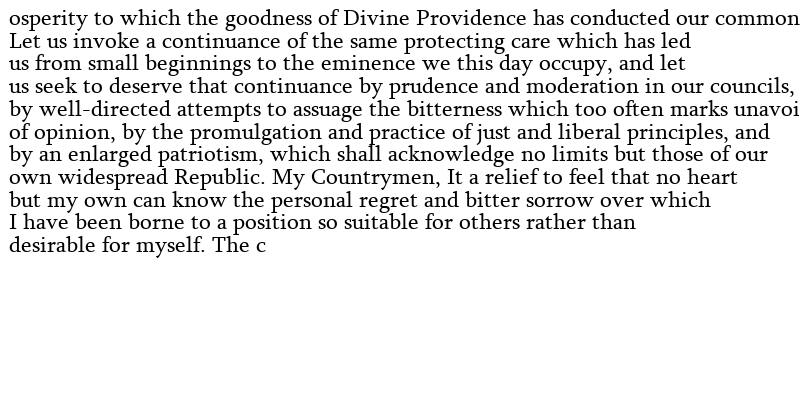 osperity to which the goodness of Divine Providence has conducted our common
Let us invoke a continuance of the same protecting care which has led
us from small beginnings to the eminence we this day occupy, and let
us seek to deserve that continuance by prudence and moderation in our councils,
by well-directed attempts to assuage the bitterness which too often marks unavoi
of opinion, by the promulgation and practice of just and liberal principles, and
by an enlarged patriotism, which shall acknowledge no limits but those of our
own widespread Republic. My Countrymen, It a relief to feel that no heart
but my own can know the personal regret and bitter sorrow over which
I have been borne to a position so suitable for others rather than
desirable for myself. The c